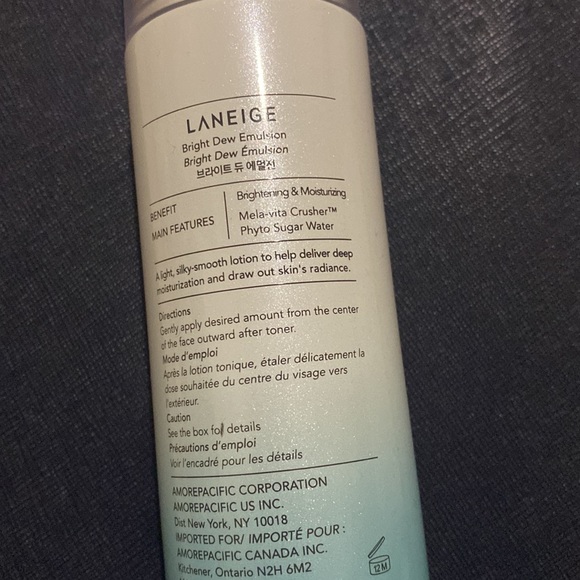 LANEIGE
Bright Dew Emulsion
Bright Dew Émulsion
브라이트 듀 에멀젼
BENEFIT Brightening & Moisturizing
MAIN FEATURES Mela-vita Crusher™
Phyto Sugar Water
A light, silky-smooth lotion to help deliver deep
moisturization and draw out skin's radiance.
Directions
Gently apply desired amount from the center
of the face outward after toner.
Mode d'emploi
Après la lotion tonique, étaler délicatement la
dose souhaitée du centre du visage vers
l'extérieur.
Caution
See the box for details
Précautions d'emploi
Voir l'encadré pour les détails
AMOREPACIFIC CORPORATION
AMOREPACIFIC US INC.
Dist New York, NY 10018
IMPORTED FOR/ IMPORTÉ POUR :
AMOREPACIFIC CANADA INC.
Kitchener, Ontario N2H 6M2
12M